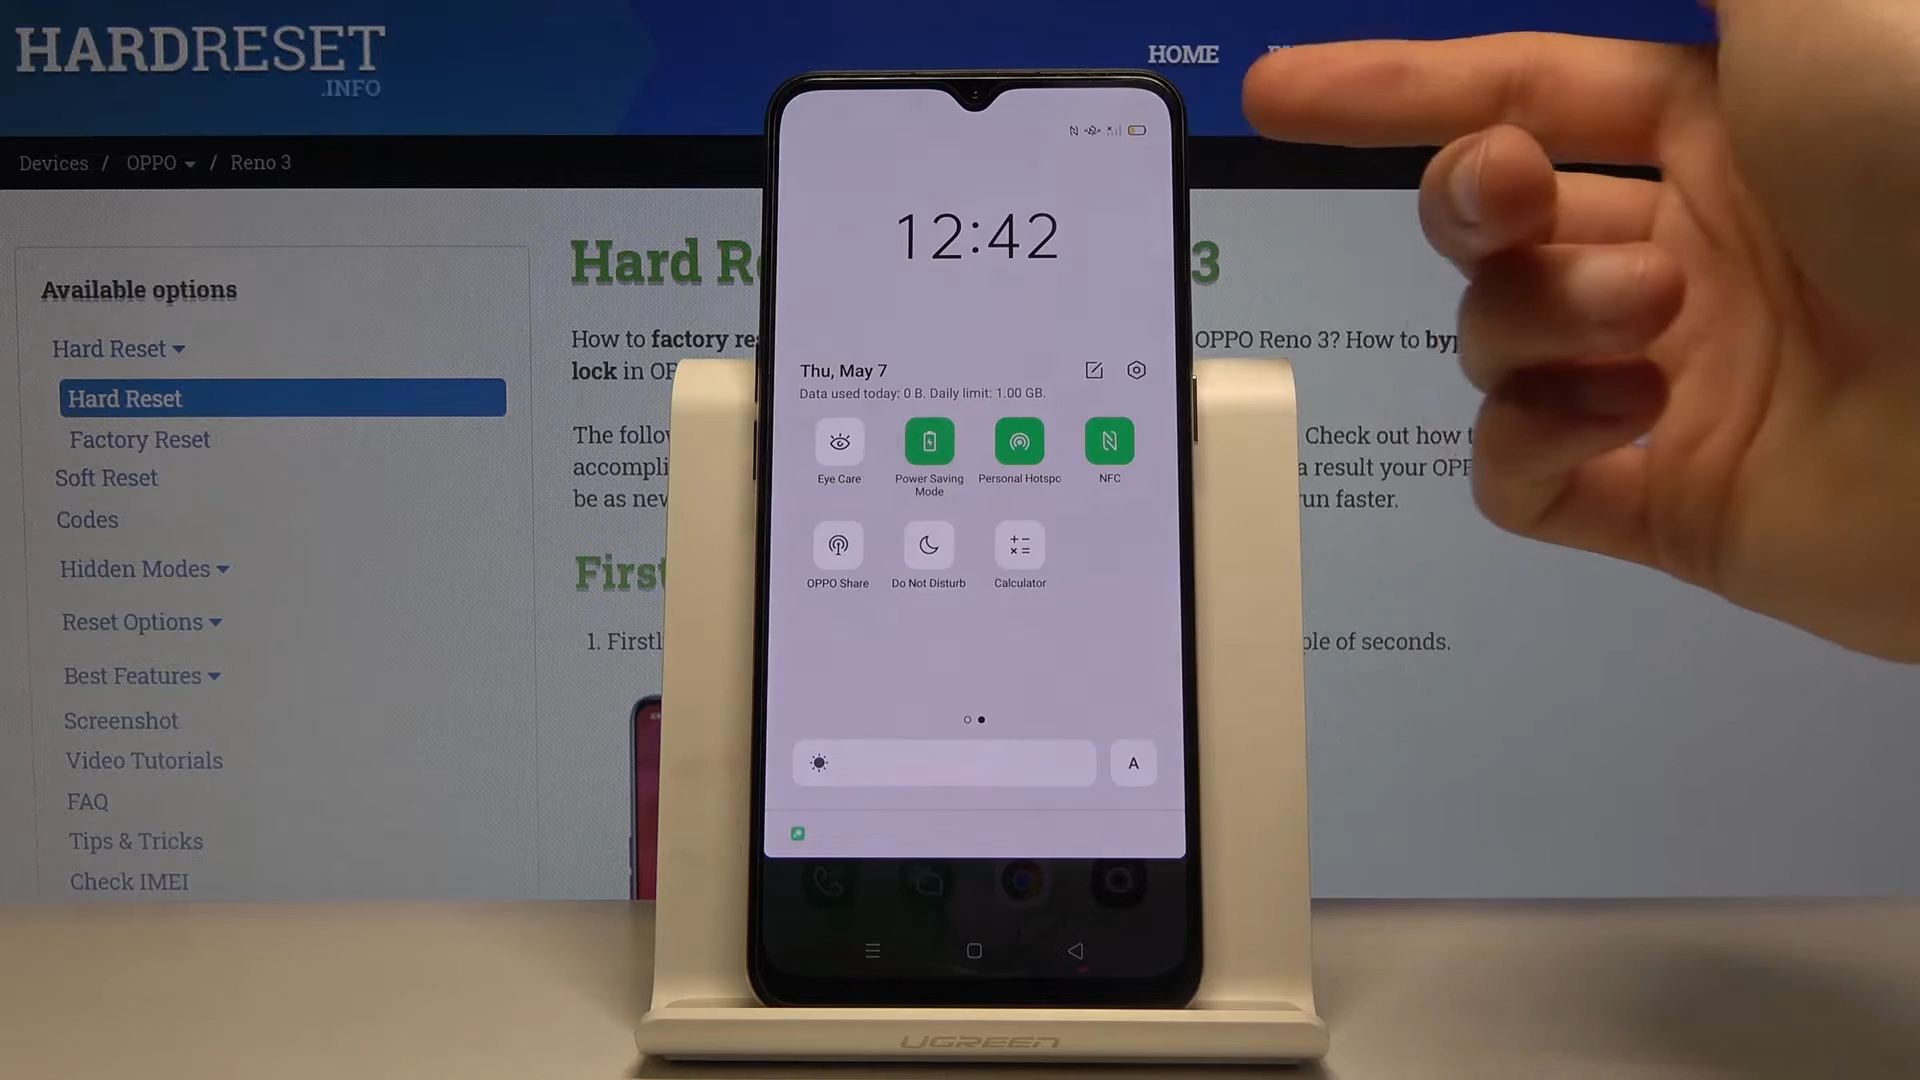 HARDRESET
.INFO
HOME
Devices / OPPO / Reno 3
Available options
Hard Reset
Hard Reset
Factory Reset
Soft Reset
Codes
Hidden Modes
Reset Options
Best Features
Screenshot
Video Tutorials
FAQ
Tips & Tricks
Check IMEI
Hard R 3
How to factory re OPPO Reno 3? How to by
lock in OP
The follo Check out how t
accompli a result your OPP
be as new un faster.
First
1. Firstl ple of seconds.
12:42
Thu, May 7
Data used today: 0 B. Daily limit: 1.00 GB.
Eye Care
Power Saving
Mode
Personal Hotspo
NFC
OPPO Share
Do Not Disturb
Calculator
A
UGREEN